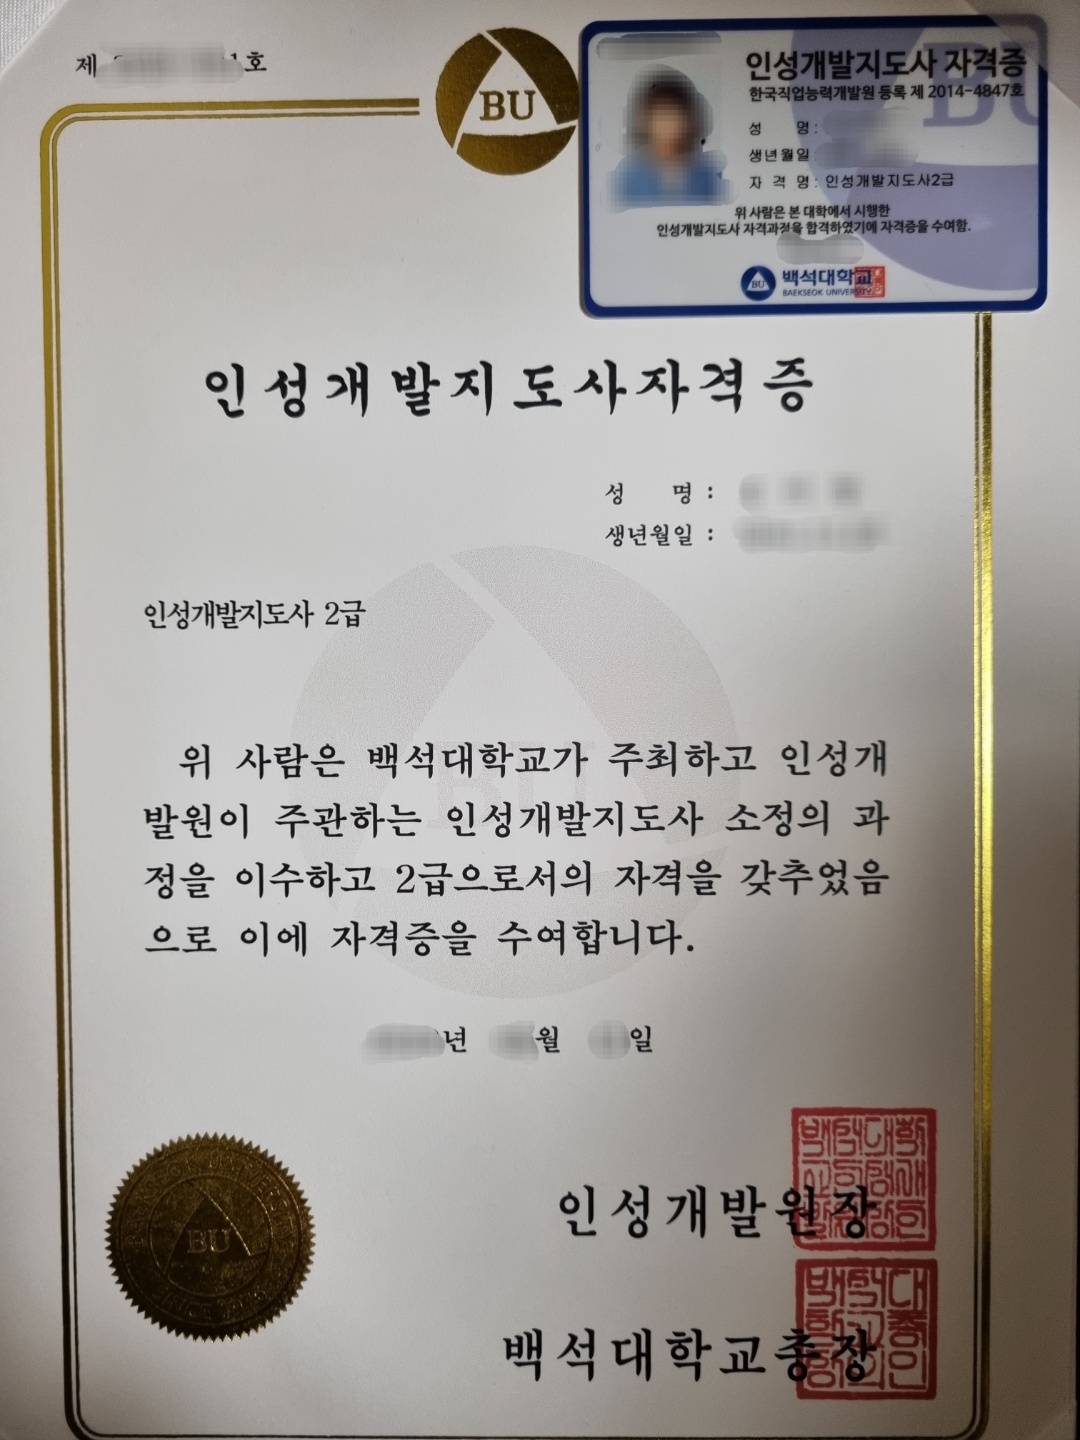 제 호
BU
인성개발지도사 자격증
한국직업능력개발원 등록 제 2014-4847호
성 명 :
생년월일
자 격 명 : 인성개발지도사2급
위 사람은 본 대학에서 시행한
인성개발지도사 자격과정을 합격하였기에 자격증을 수여함.
BU 백석대학교
BAEKSEOK UNIVERSITY
인성개발지도사자격증
성 명 :
생년월일 :
인성개발지도사 2급
위 사람은 백석대학교가 주최하고 인성개
발원이 주관하는 인성개발지도사 소정의 과
정을 이수하고 2급으로서의 자격을 갖추었음
으로 이에 자격증을 수여합니다.
년 월 일
BU
인성개발원장
백석대학교총장